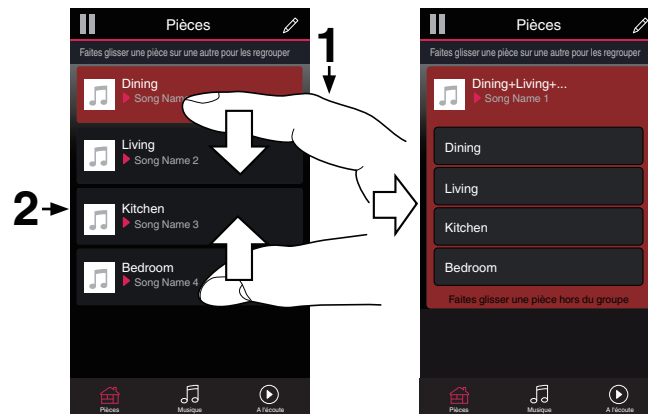 Pièces
Faites glisser une pièce sur une autre pour les regrouper
1
Dining
Song Nam
Living
Song Name 2
2
Kitchen
Song Name 3
Bedroom
Song Name 4
Pièces
Musique
A l'écoute
Pièces
Faites glisser une pièce sur une autre pour les regrouper
Dining+Living+...
Song Name 1
Dining
Living
Kitchen
Bedroom
Faites glisser une pièce hors du groupe
Pièces
Musique
A l'écoute